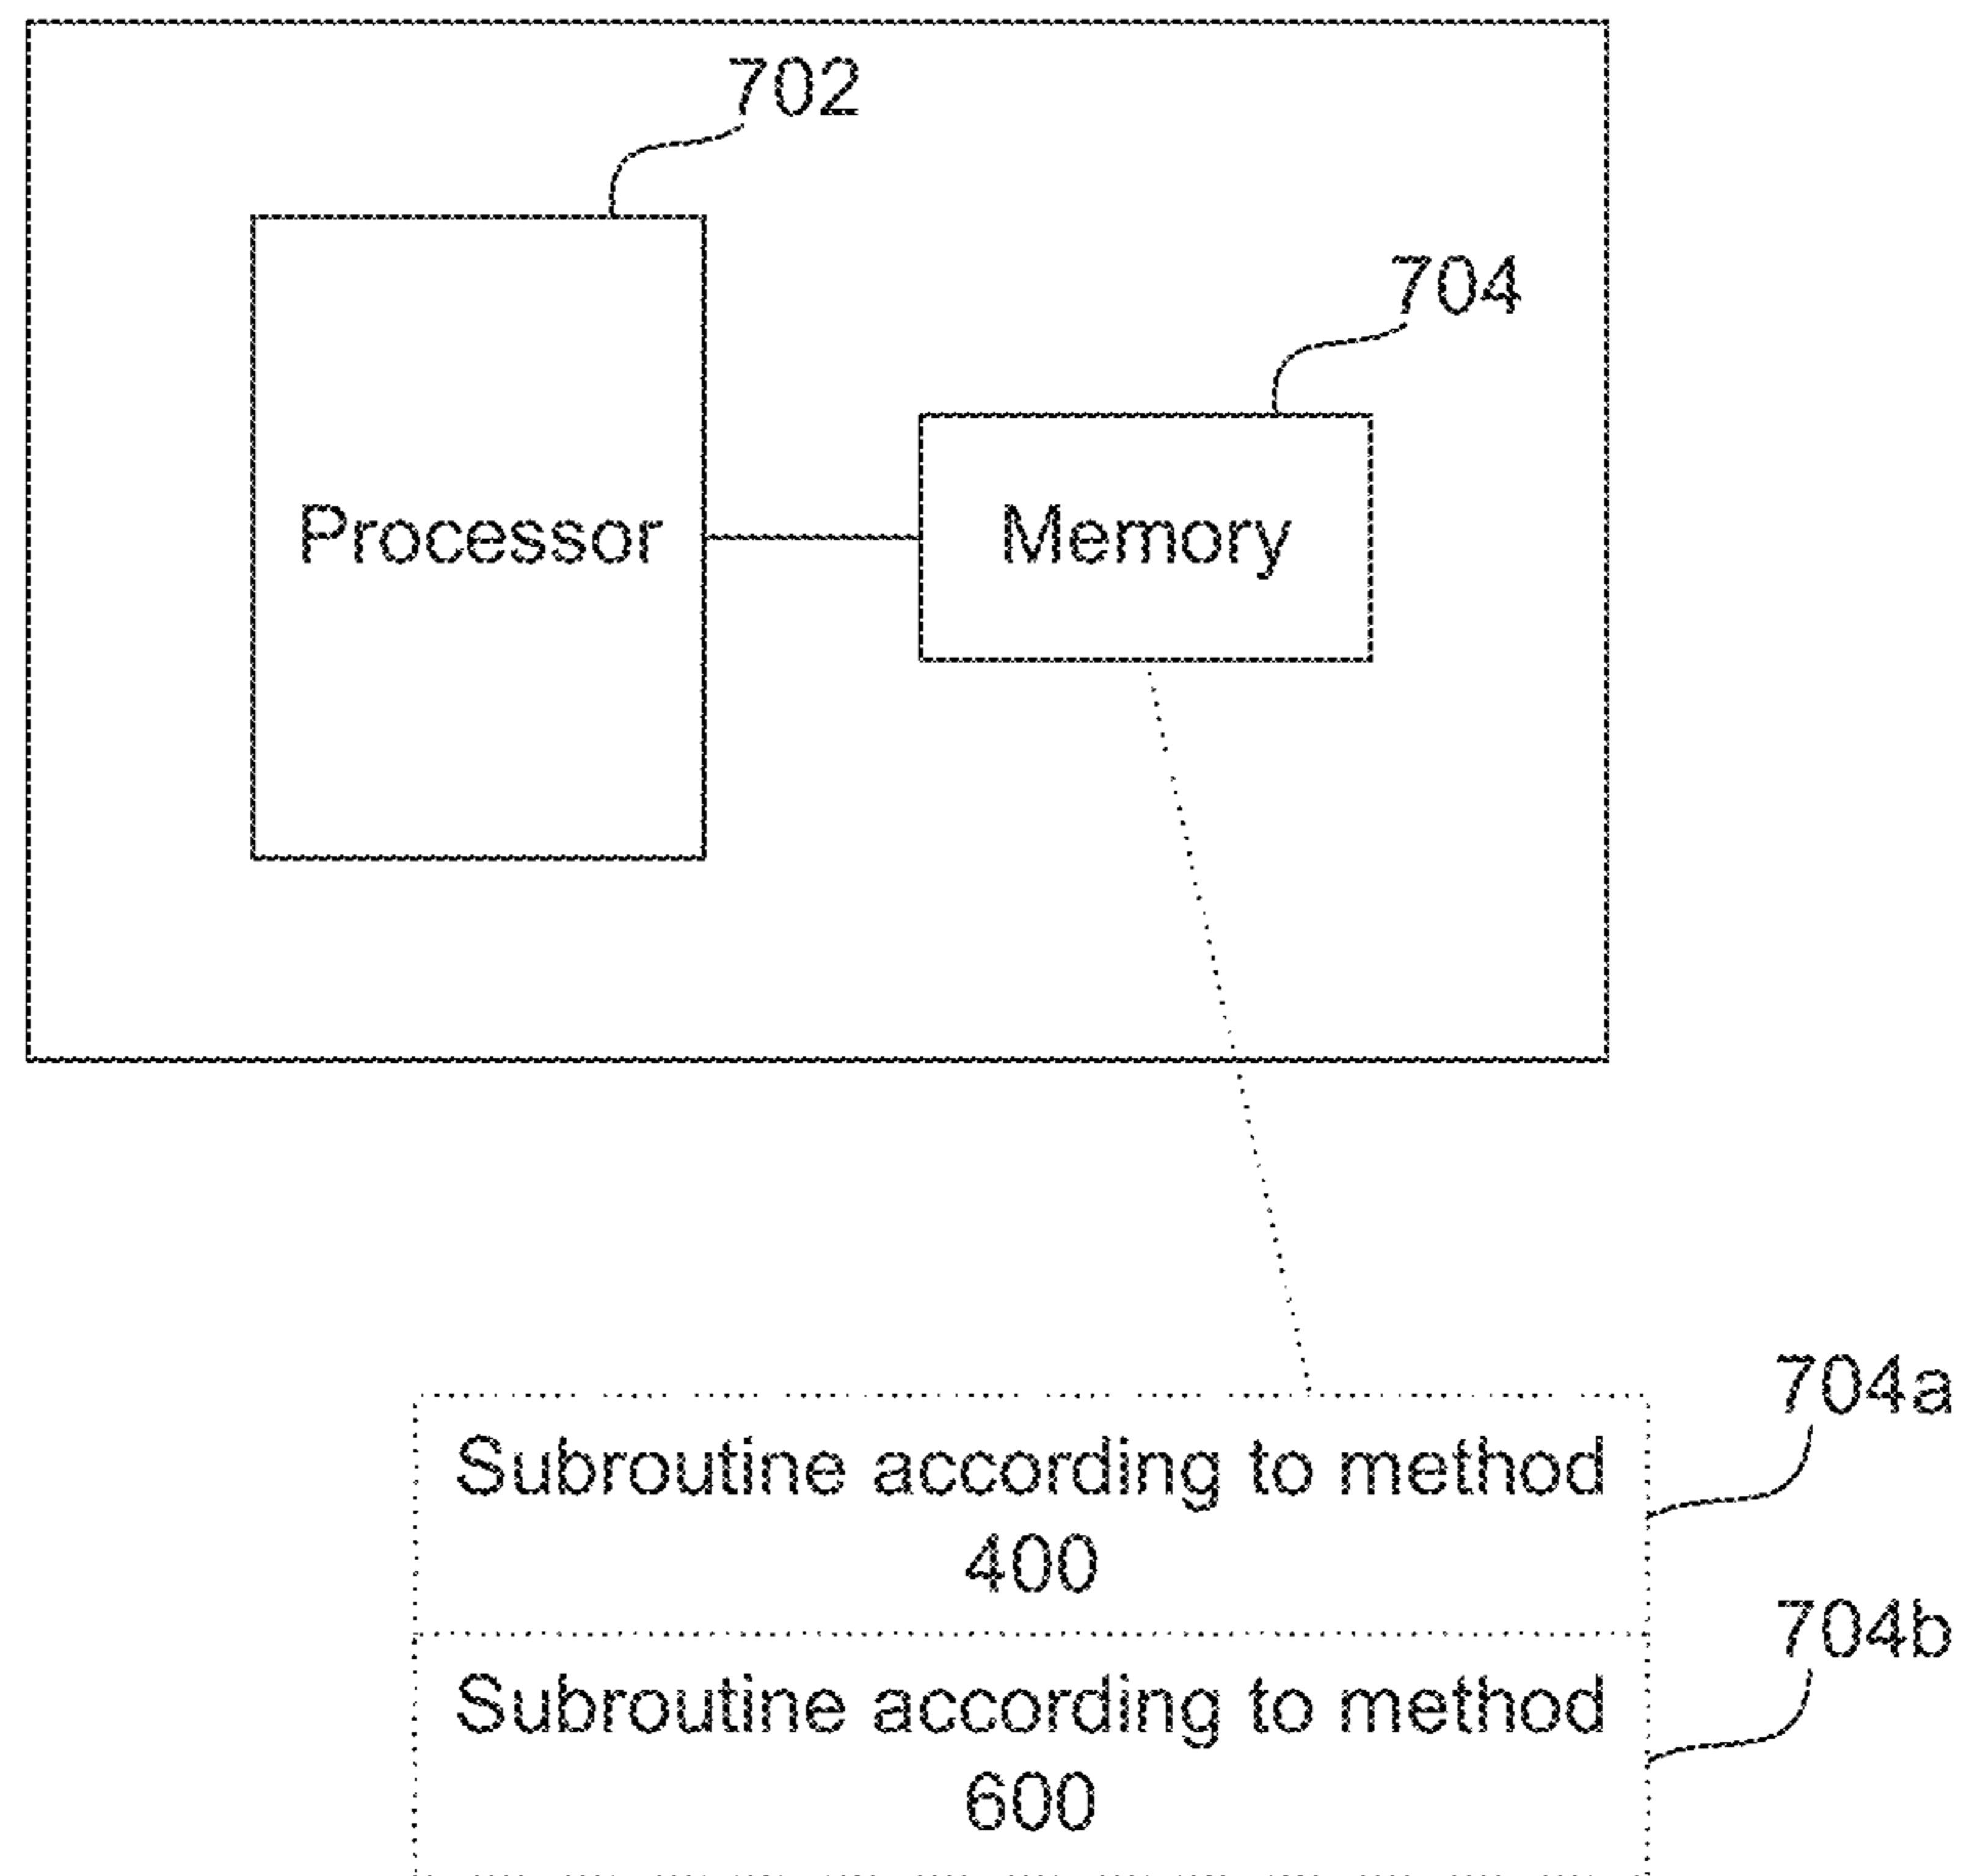 702
704
Processor
Memory
704a
Subroutine according to method
400
704b
Subroutine according to method
600